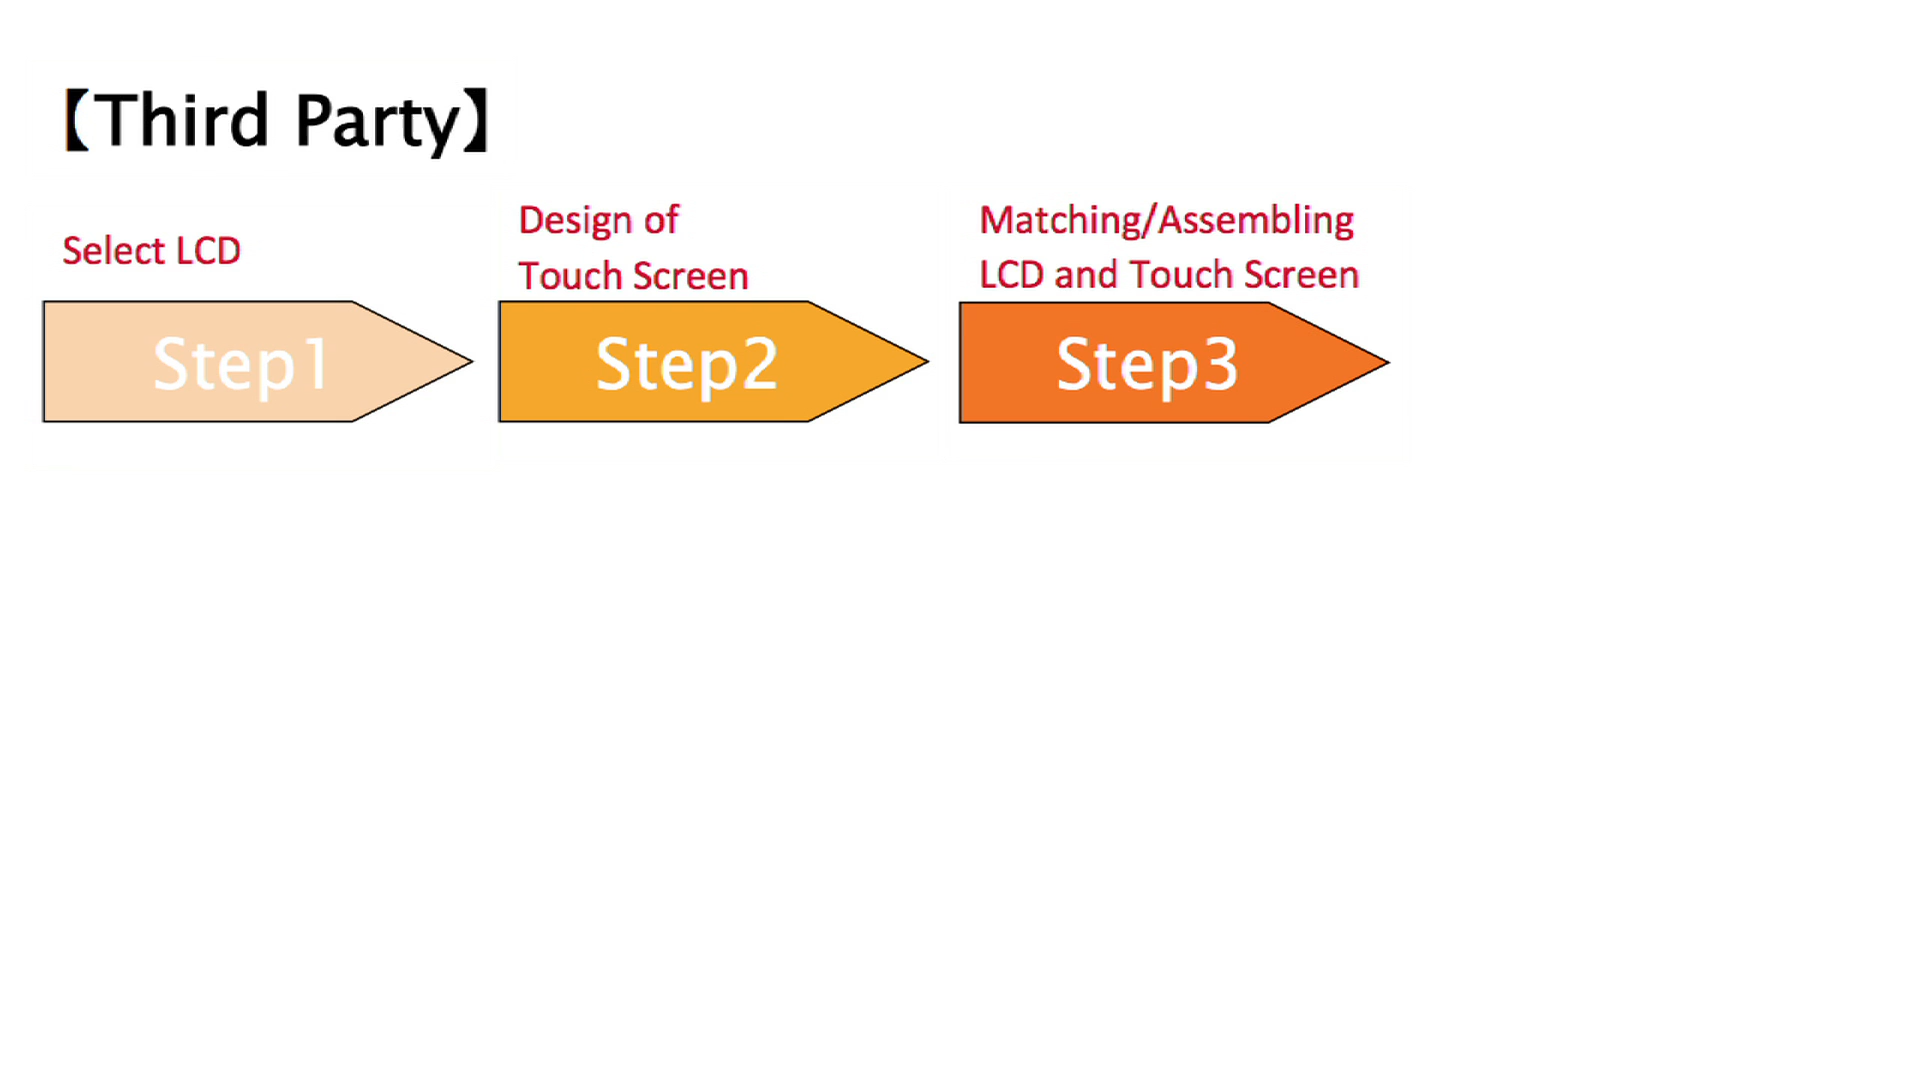 【Third Party】
Select LCD
Design of
Touch Screen
Matching/Assembling
LCD and Touch Screen
Step1
Step2
Step3